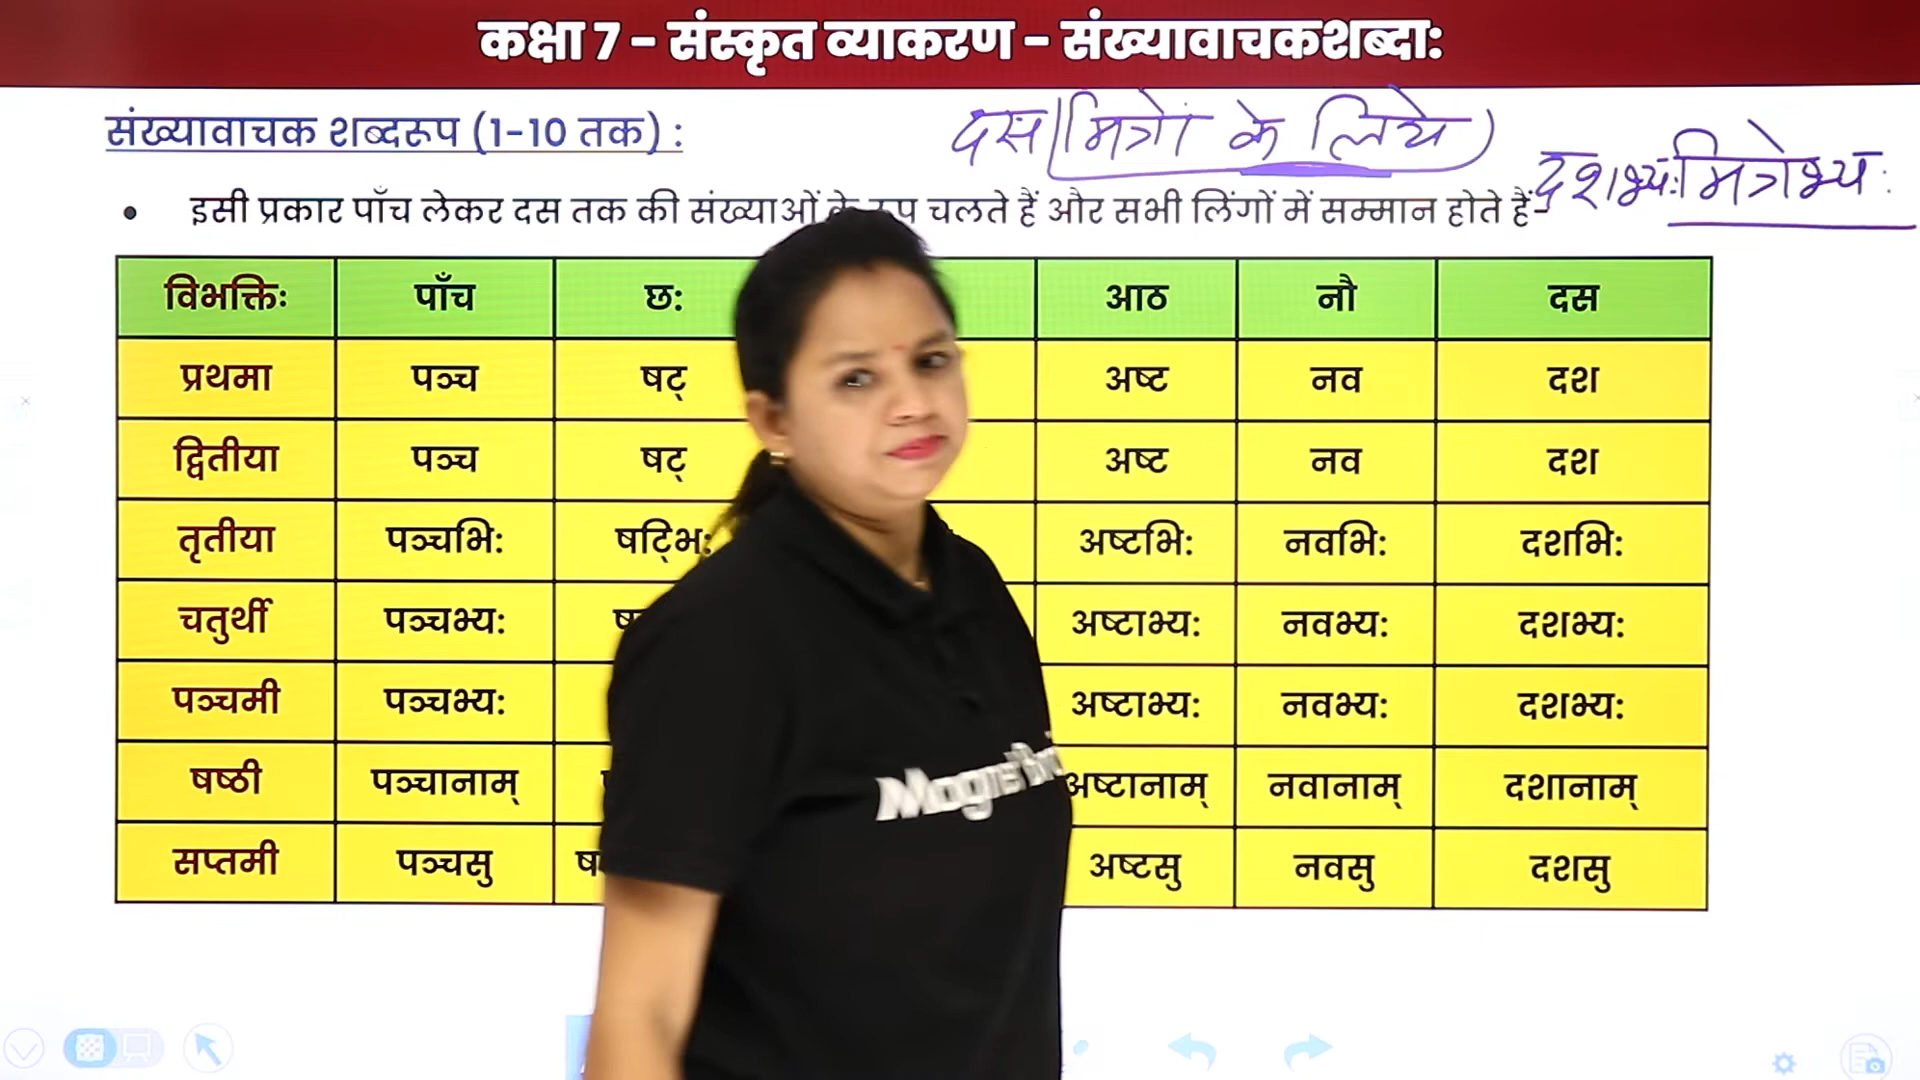 कक्षा 7 - संस्कृत व्याकरण - संख्यावाचकशब्दा:
संख्यावाचक शब्दरूप (1-10 तक) :
दस (मित्रों के लिये)
दशभ्य: मित्रेभ्य:
• इसी प्रकार पाँच लेकर दस तक की संख्याओं के रूप चलते हैं और सभी लिंगों में सम्मान होते हैं-
विभक्तिः पाँच छ: आठ नौ दस
प्रथमा पञ्च षट् अष्ट नव दश
द्वितीया पञ्च षट् अष्ट नव दश
तृतीया पञ्चभि: षट्भि: अष्टभि: नवभि: दशभि:
चतुर्थी पञ्चभ्य: अष्टाभ्य: नवभ्य: दशभ्य:
पञ्चमी पञ्चभ्य: अष्टाभ्य: नवभ्य: दशभ्य:
षष्ठी पञ्चानाम् अष्टानाम् नवानाम् दशानाम्
सप्तमी पञ्चसु अष्टसु नवसु दशसु